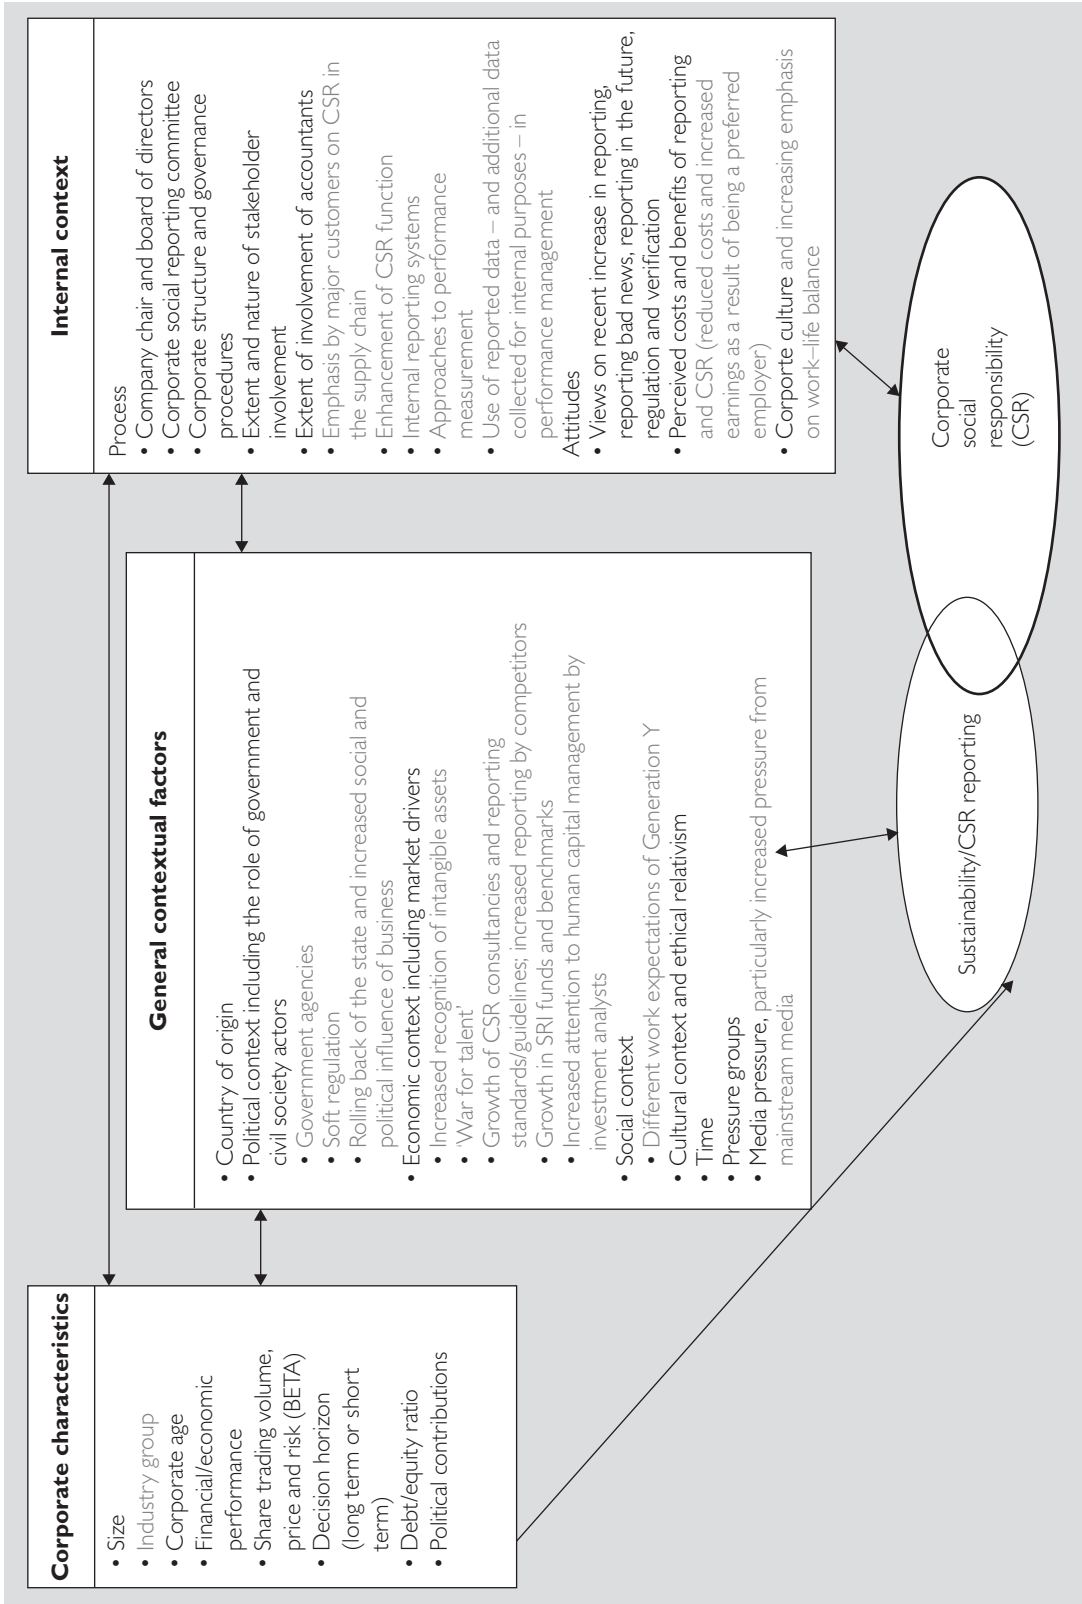 Corporate characteristics
• Size
• Industry group
• Corporate age
• Financial/economic
performance
• Share trading volume,
price and risk (BETA)
• Decision horizon
(long term or short
term)
• Debt/equity ratio
• Political contributions
General contextual factors
• Country of origin
• Political context including the role of government and
civil society actors
• Government agencies
• Soft regulation
• Rolling back of the state and increased social and
political influence of business
• Economic context including market drivers
• Increased recognition of intangible assets
• ‘War for talent’
• Growth of CSR consultancies and reporting
standards/guidelines; increased reporting by competitors
• Growth in SRI funds and benchmarks
• Increased attention to human capital management by
investment analysts
• Social context
• Different work expectations of Generation Y
• Cultural context and ethical relativism
• Time
• Pressure groups
• Media pressure, particularly increased pressure from
mainstream media
Internal context
Process
• Company chair and board of directors
• Corporate social reporting committee
• Corporate structure and governance
procedures
• Extent and nature of stakeholder
involvement
• Extent of involvement of accountants
• Emphasis by major customers on CSR in
the supply chain
• Enhancement of CSR function
• Internal reporting systems
• Approaches to performance
measurement
• Use of reported data – and additional data
collected for internal purposes – in
performance management
Attitudes
• Views on recent increase in reporting,
reporting bad news, reporting in the future,
regulation and verification
• Perceived costs and benefits of reporting
and CSR (reduced costs and increased
earnings as a result of being a preferred
employer)
• Corporte culture and increasing emphasis
on work–life balance
Sustainability/CSR reporting
Corporate
social
responsibility
(CSR)